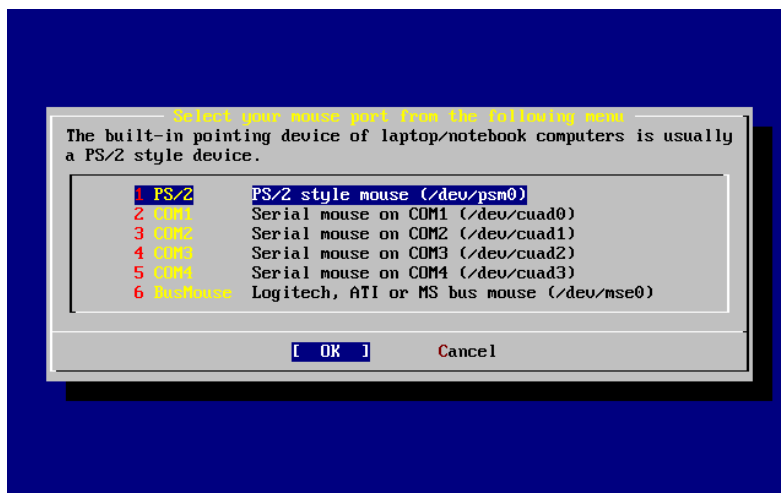 Select your mouse port from the following menu
The built-in pointing device of laptop/notebook computers is usually
a PS/2 style device.
1 PS/2 PS/2 style mouse (/dev/psm0)
2 COM1 Serial mouse on COM1 (/dev/cuad0)
3 COM2 Serial mouse on COM2 (/dev/cuad1)
4 COM3 Serial mouse on COM3 (/dev/cuad2)
5 COM4 Serial mouse on COM4 (/dev/cuad3)
6 BusMouse Logitech, ATI or MS bus mouse (/dev/mse0)
[ OK ] Cancel